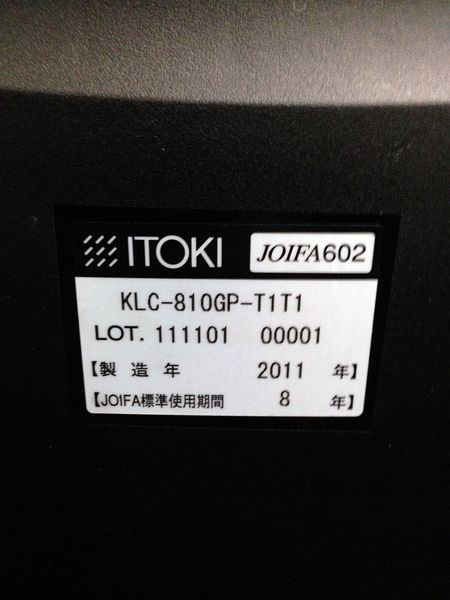 ITOKI JOIFA602
KLC-810GP-T1T1
LOT. 111101 00001
【製造年 2011 年】
【JOIFA標準使用期間 8 年】